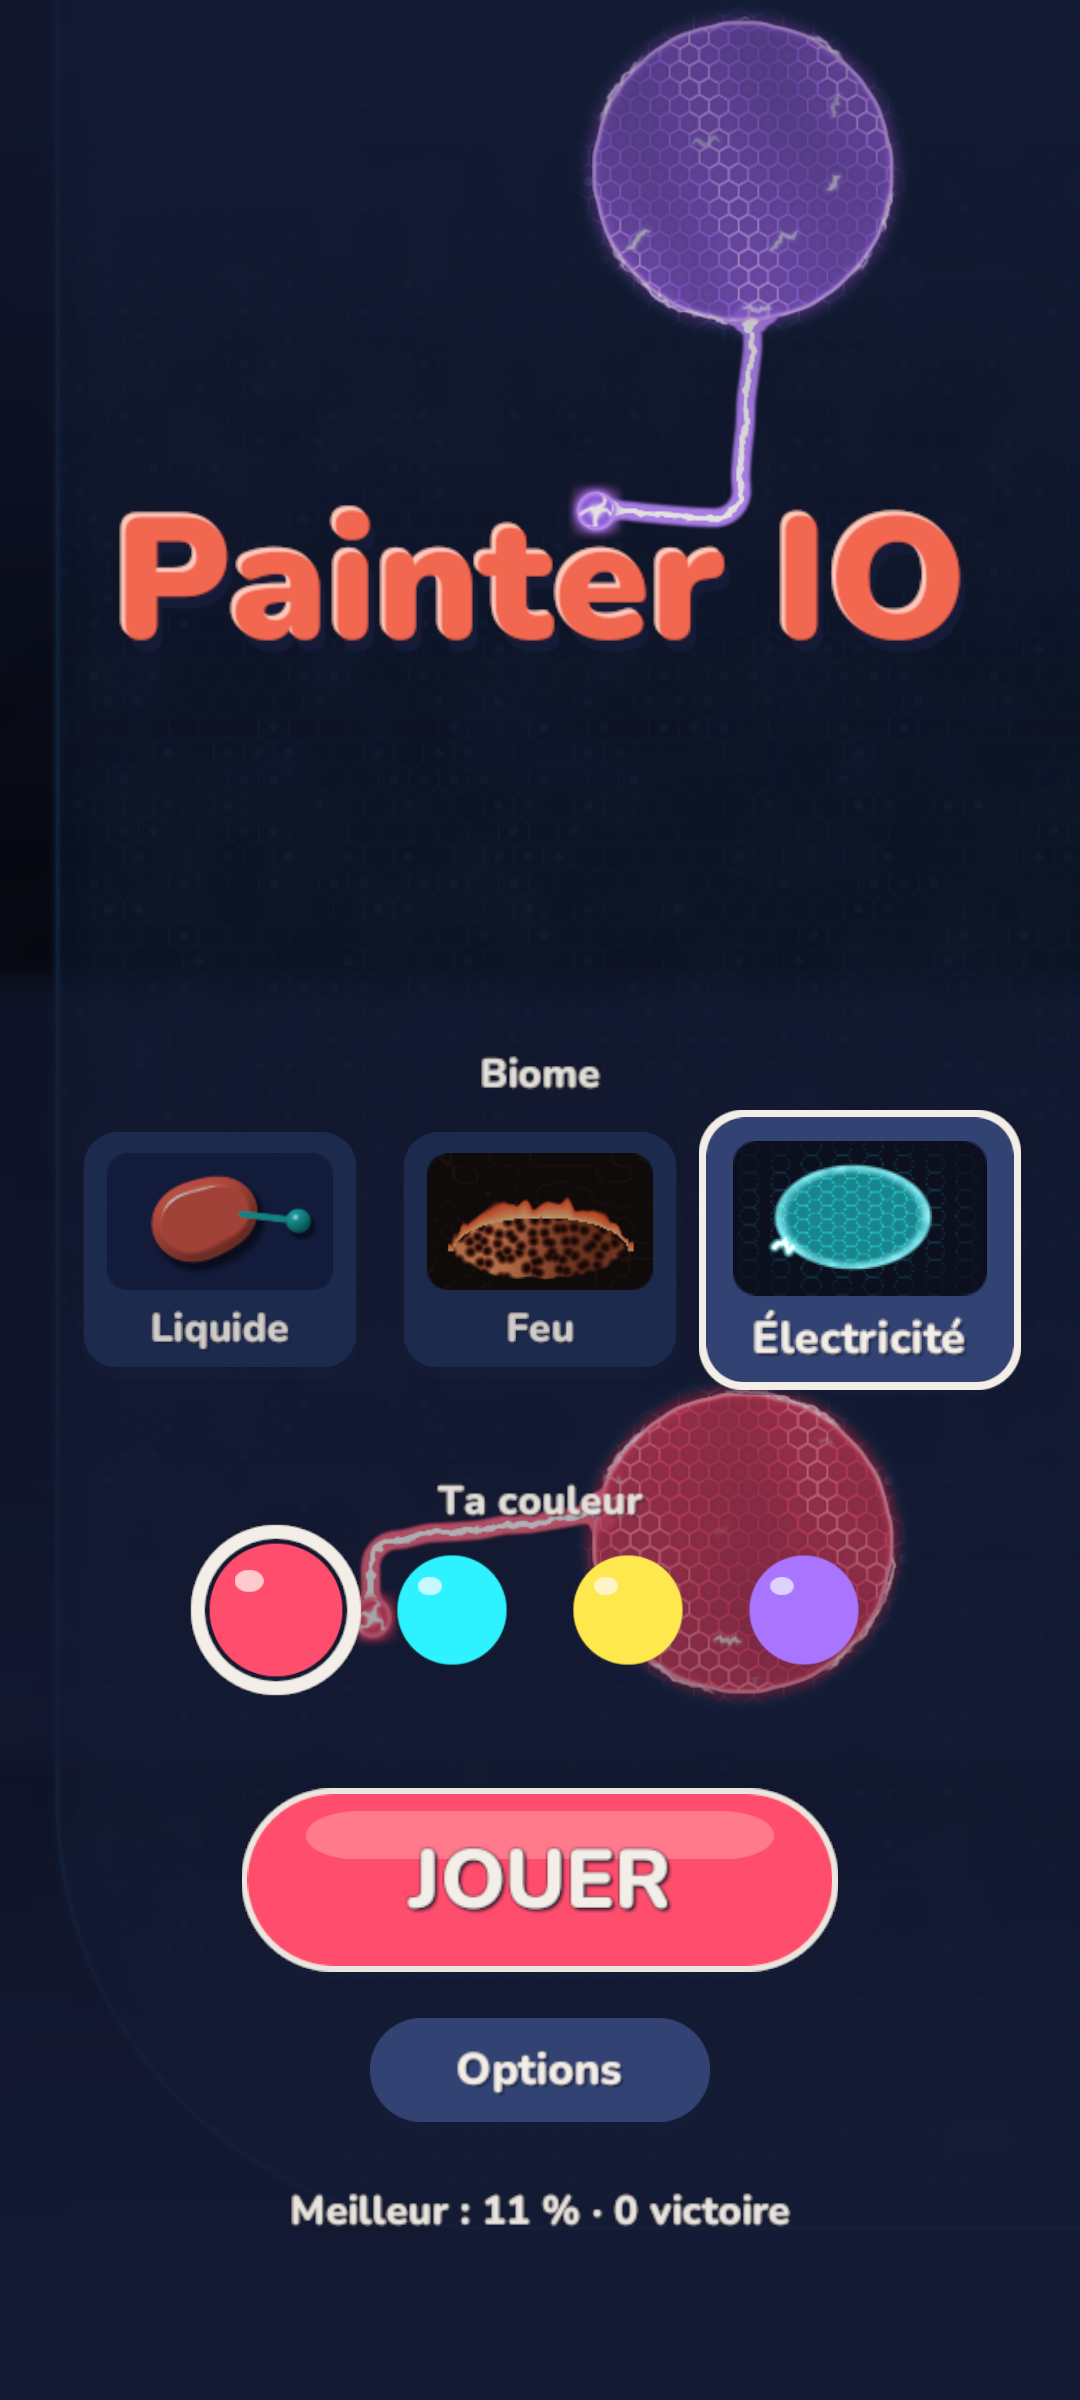 Painter IO
Biome
Liquide
Feu
Électricité
Ta couleur
JOUER
Options
Meilleur : 11 % · 0 victoire